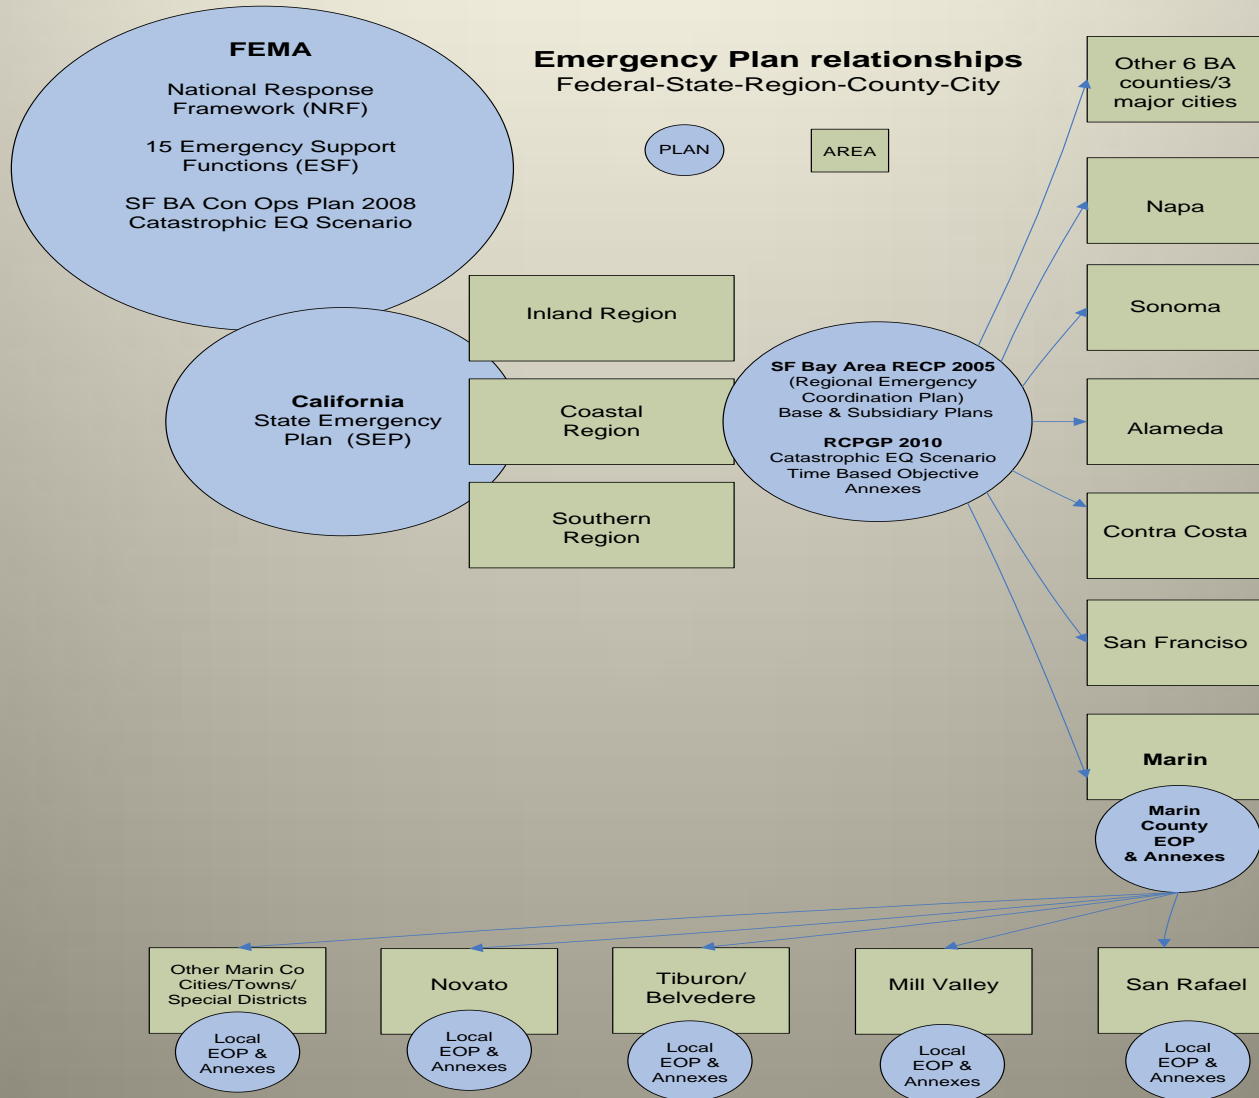 FEMA
National Response
Framework (NRF)
15 Emergency Support
Functions (ESF)
SF BA Con Ops Plan 2008
Catastrophic EQ Scenario
Emergency Plan relationships
Federal-State-Region-County-City
PLAN
AREA
California
State Emergency
Plan (SEP)
Inland Region
Coastal
Region
Southern
Region
SF Bay Area RECP 2005
(Regional Emergency
Coordination Plan)
Base & Subsidiary Plans
RCPGP 2010
Catastrophic EQ Scenario
Time Based Objective
Annexes
Other 6 BA
counties/3
major cities
Napa
Sonoma
Alameda
Contra Costa
San Franciso
Marin
Marin
County
EOP
& Annexes
Other Marin Co
Cities/Towns/
Special Districts
Local
EOP &
Annexes
Novato
Local
EOP &
Annexes
Tiburon/
Belvedere
Local
EOP &
Annexes
Mill Valley
Local
EOP &
Annexes
San Rafael
Local
EOP &
Annexes